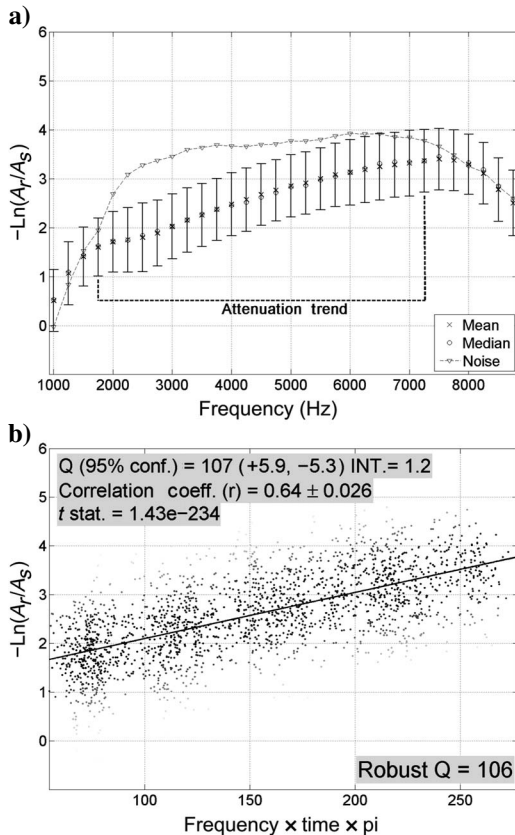 a)
6
5
4
3
2
1
0
−Ln(Ar/As)
Attenuation trend
Mean
Median
Noise
1000 2000 3000 4000 5000 6000 7000 8000
Frequency (Hz)
b)
6
5
4
3
2
1
0
−Ln(Ar/As)
Q (95% conf.) = 107 (+5.9, −5.3) INT.= 1.2
Correlation coeff. (r) = 0.64 ± 0.026
t stat. = 1.43e−234
Robust Q = 106
100 150 200 250
Frequency × time × pi